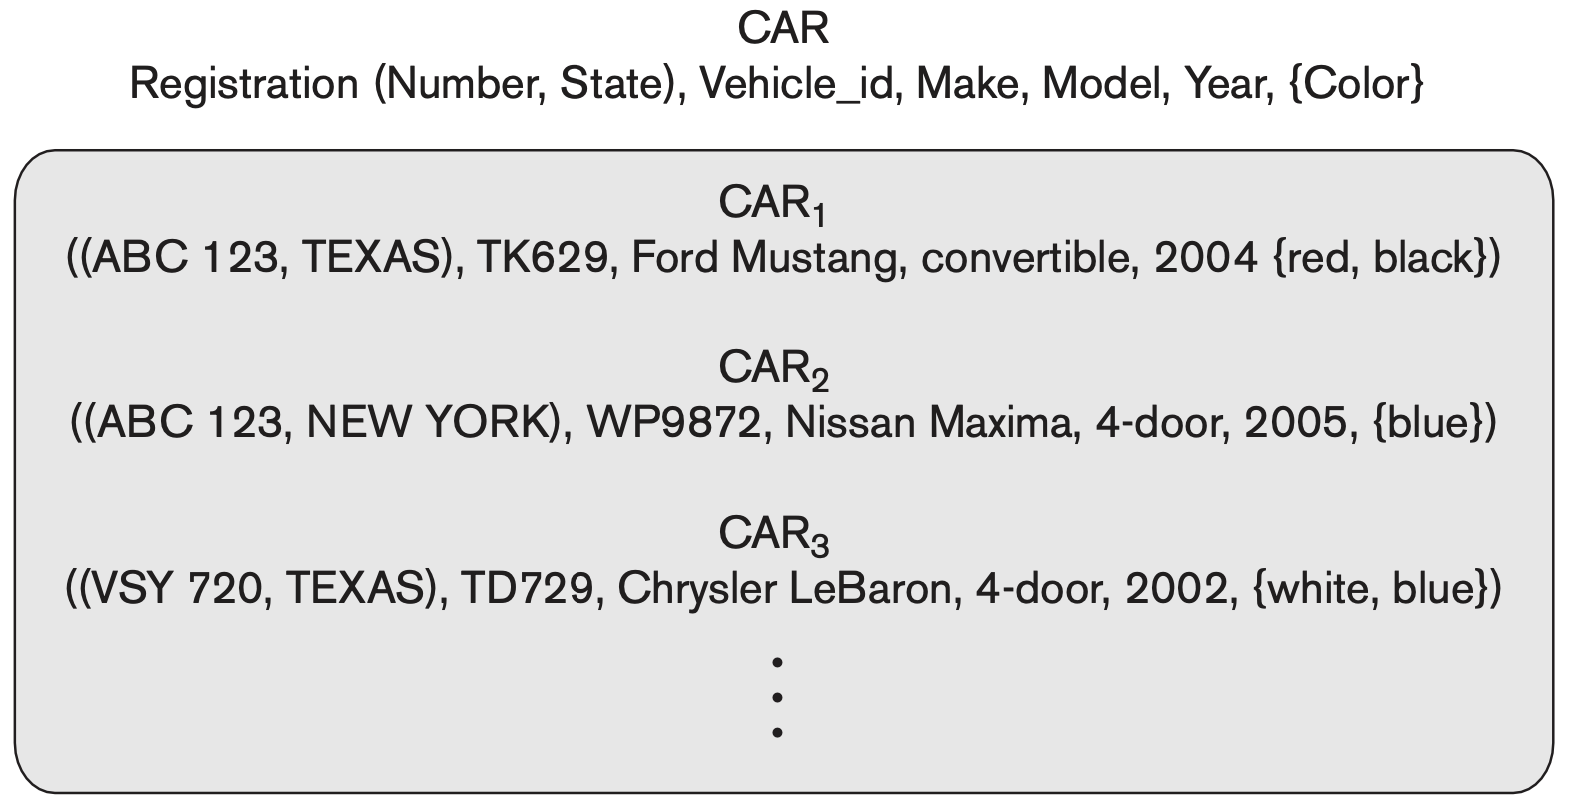 CAR
Registration (Number, State), Vehicle_id, Make, Model, Year, {Color}
CAR₁
((ABC 123, TEXAS), TK629, Ford Mustang, convertible, 2004 {red, black})
CAR₂
((ABC 123, NEW YORK), WP9872, Nissan Maxima, 4-door, 2005, {blue})
CAR₃
((VSY 720, TEXAS), TD729, Chrysler LeBaron, 4-door, 2002, {white, blue})